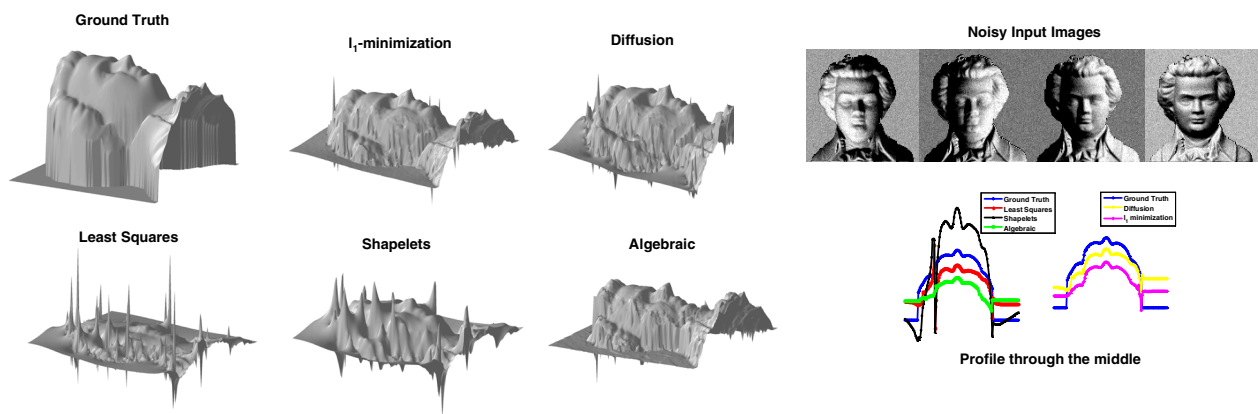 Ground Truth
l₁-minimization
Diffusion
Noisy Input Images
Least Squares
Shapelets
Algebraic
Ground Truth
Least Squares
Shapelets
Algebraic
Ground Truth
Diffusion
l₁ minimization
Profile through the middle